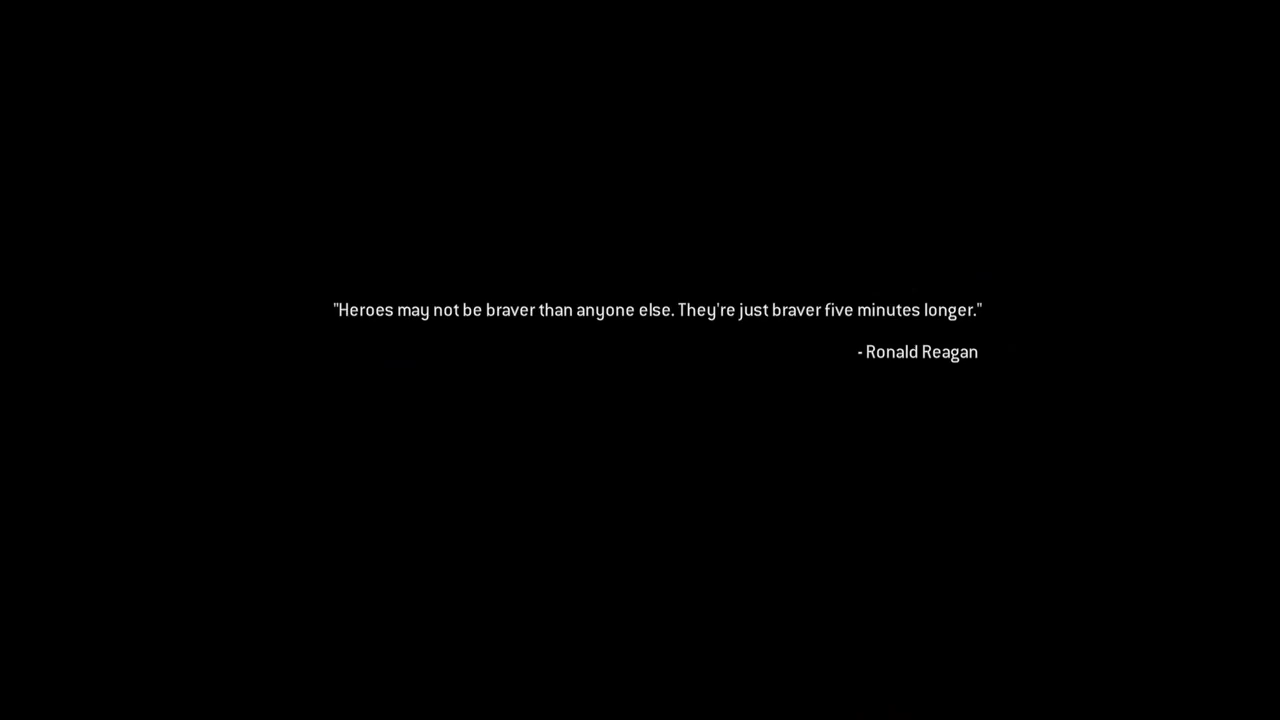 "Heroes may not be braver than anyone else. They're just braver five minutes longer."
- Ronald Reagan